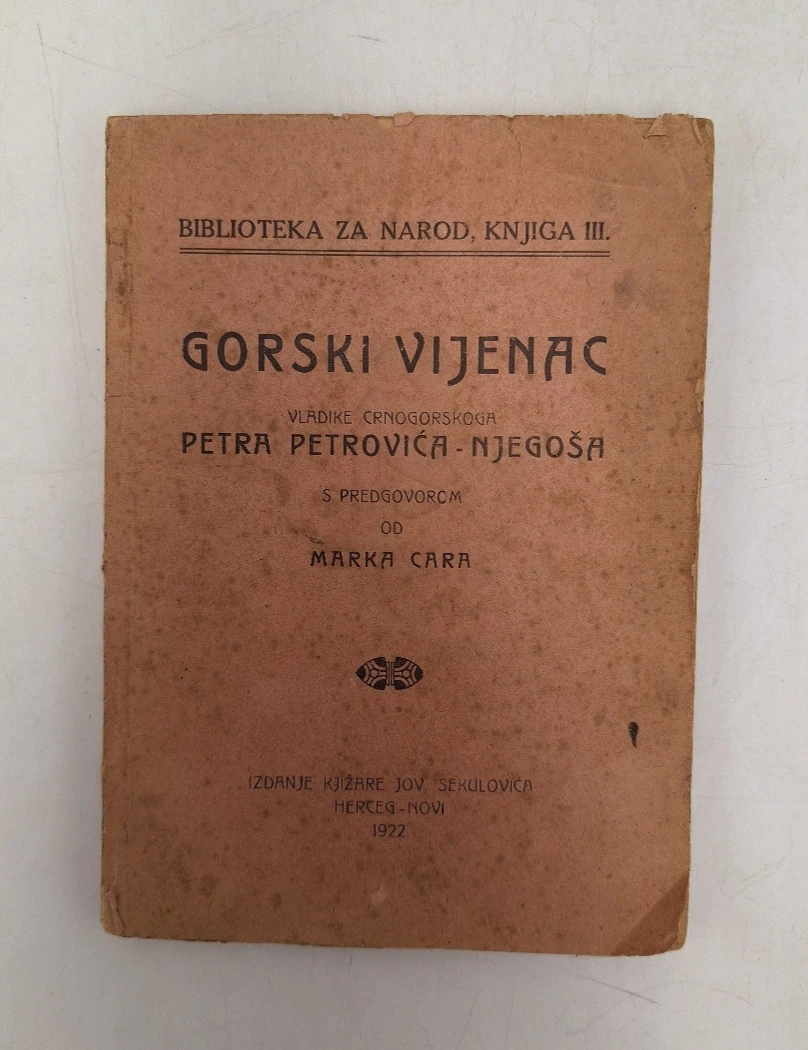 BIBLIOTEKA ZA NAROD, KNJIGA III.
GORSKI VIJENAC
VLADIKE CRNOGORSKOGA
PETRA PETROVIĆA - NJEGOŠA
S PREDGOVOROM
OD
MARKA CARA
IZDANJE KJIŽARE JOV. SEKULOVIĆA
HERCEG-NOVI
1922